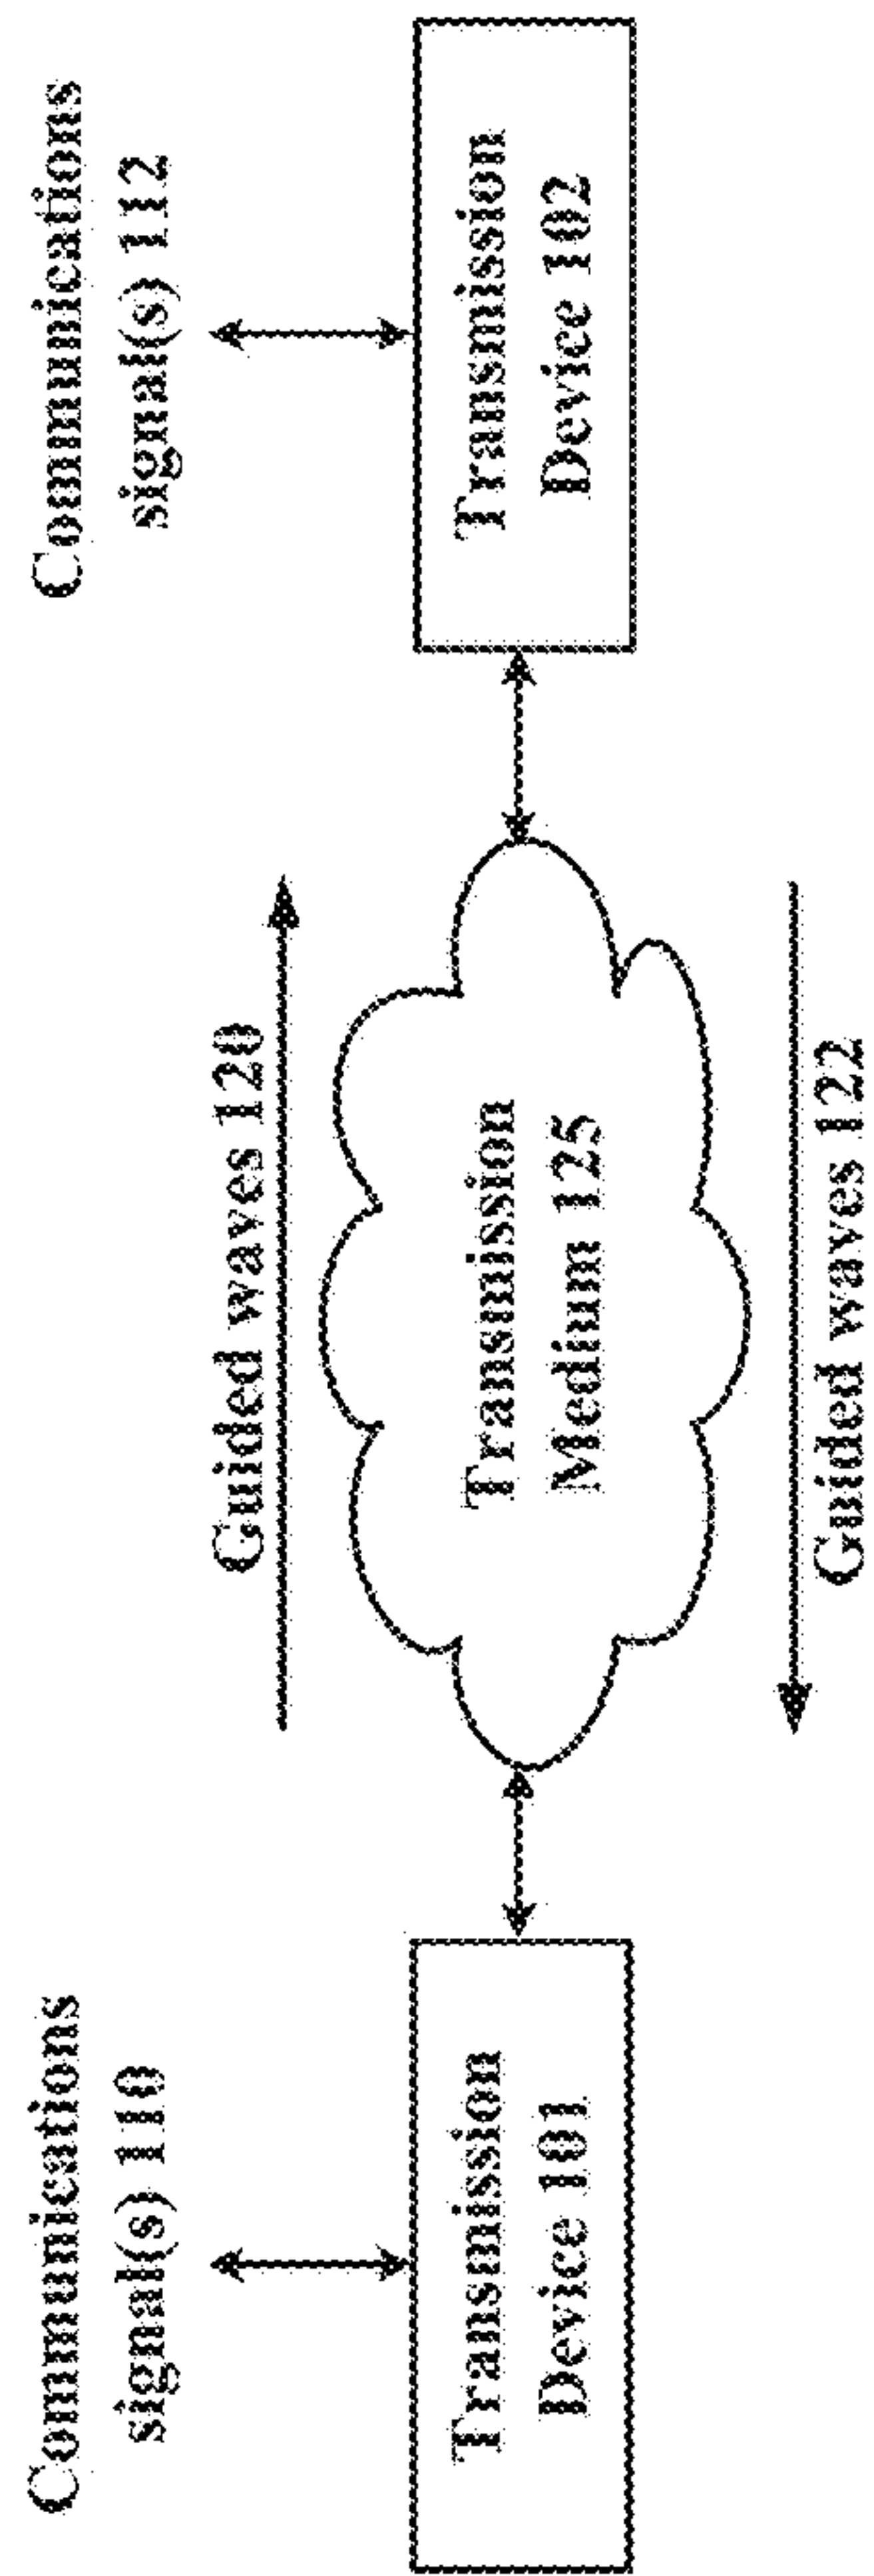 Communications
signal(s) 110
Communications
signal(s) 112
Guided waves 120
Transmission
Device 101
Transmission
Medium 125
Transmission
Device 102
Guided waves 122